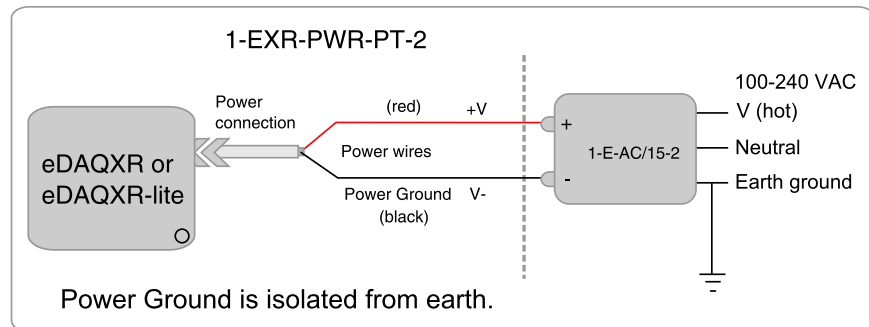 1-EXR-PWR-PT-2
100-240 VAC
Power
connection
(red) +V
V (hot)
+
eDAQXR or
eDAQXR-lite
Power wires
1-E-AC/15-2
Neutral
-
Power Ground V-
(black)
Earth ground
Power Ground is isolated from earth.